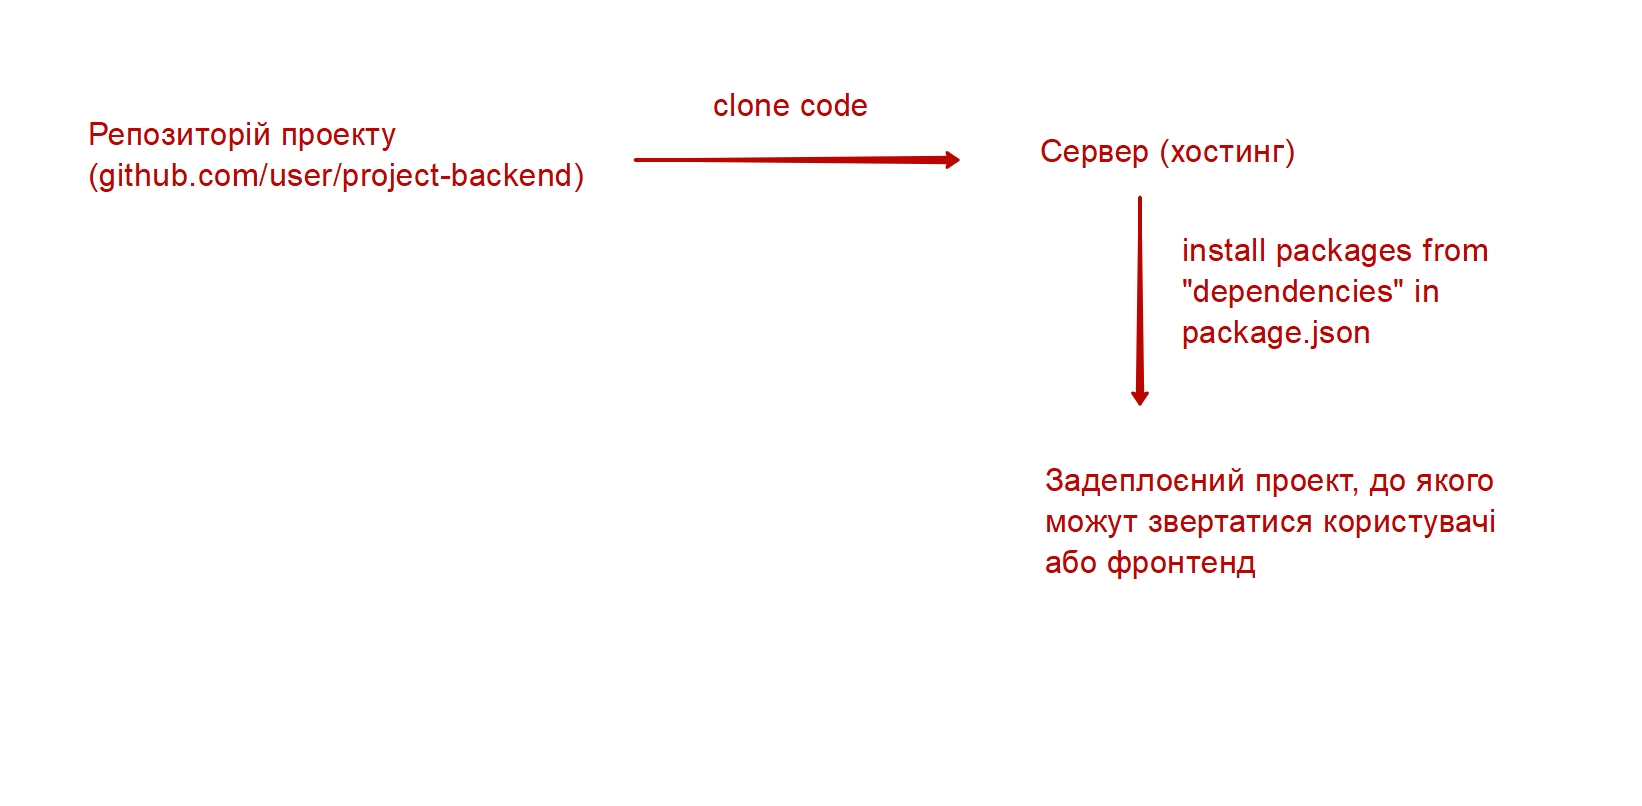 clone code
Репозиторій проекту
(github.com/user/project-backend)
Сервер (хостинг)
install packages from
"dependencies" in
package.json
Задеплоєний проект, до якого
можут звертатися користувачі
або фронтенд